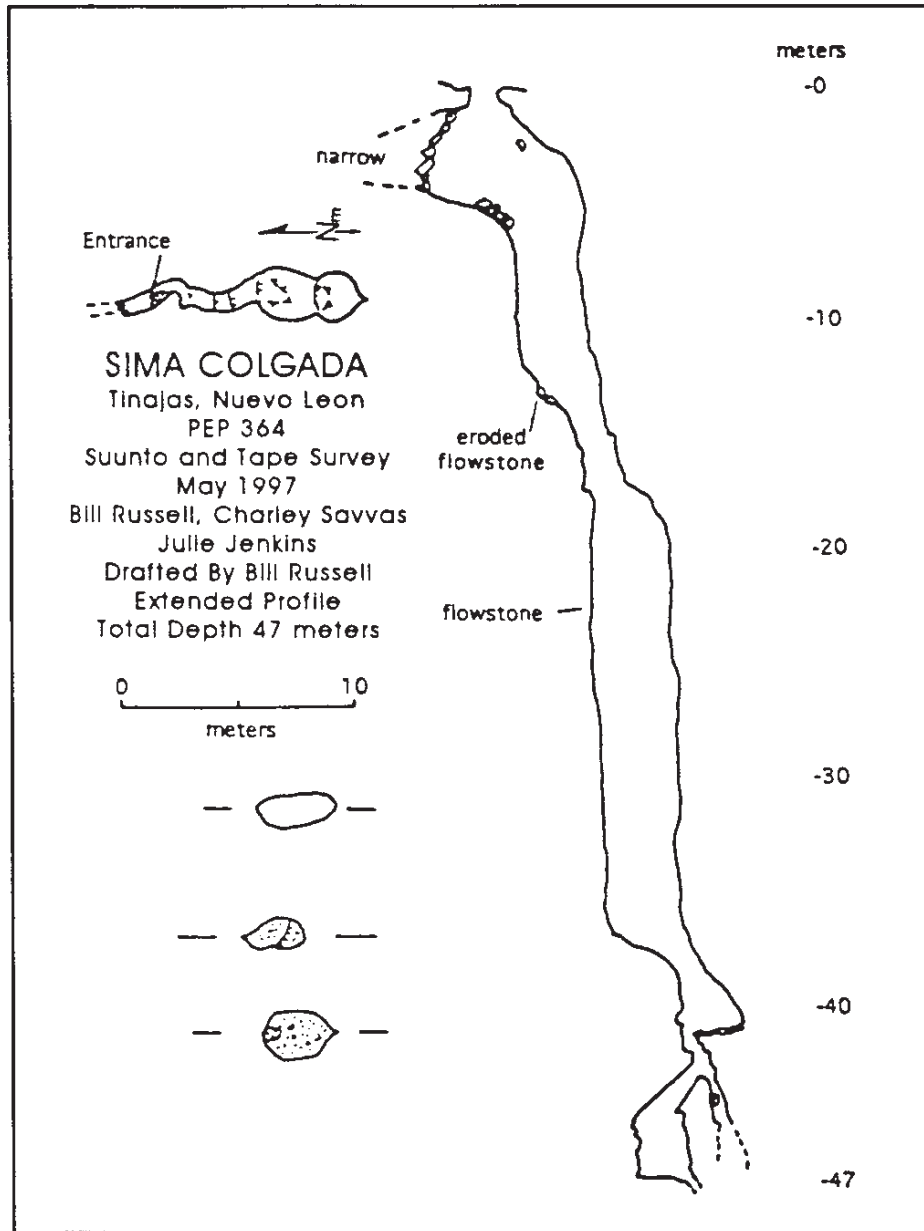 meters
-0
narrow
N
E
Entrance
-10
SIMA COLGADA
Tinajas, Nuevo Leon
PEP 364
Suunto and Tape Survey
May 1997
Bill Russell, Charley Savvas
Julie Jenkins
Drafted By Bill Russell
Extended Profile
Total Depth 47 meters
eroded
flowstone
-20
flowstone
0 10
meters
-30
-40
-47